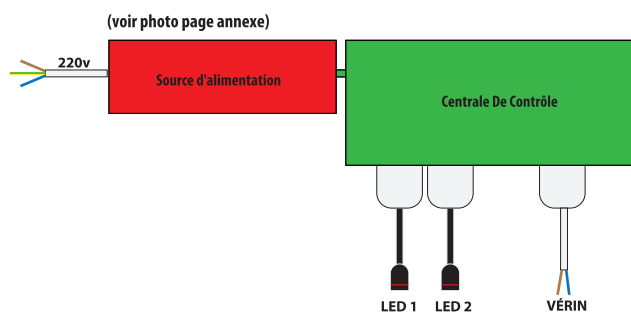 (voir photo page annexe)
220v
Source d'alimentation
Centrale De Contrôle
LED 1 LED 2 VÉRIN